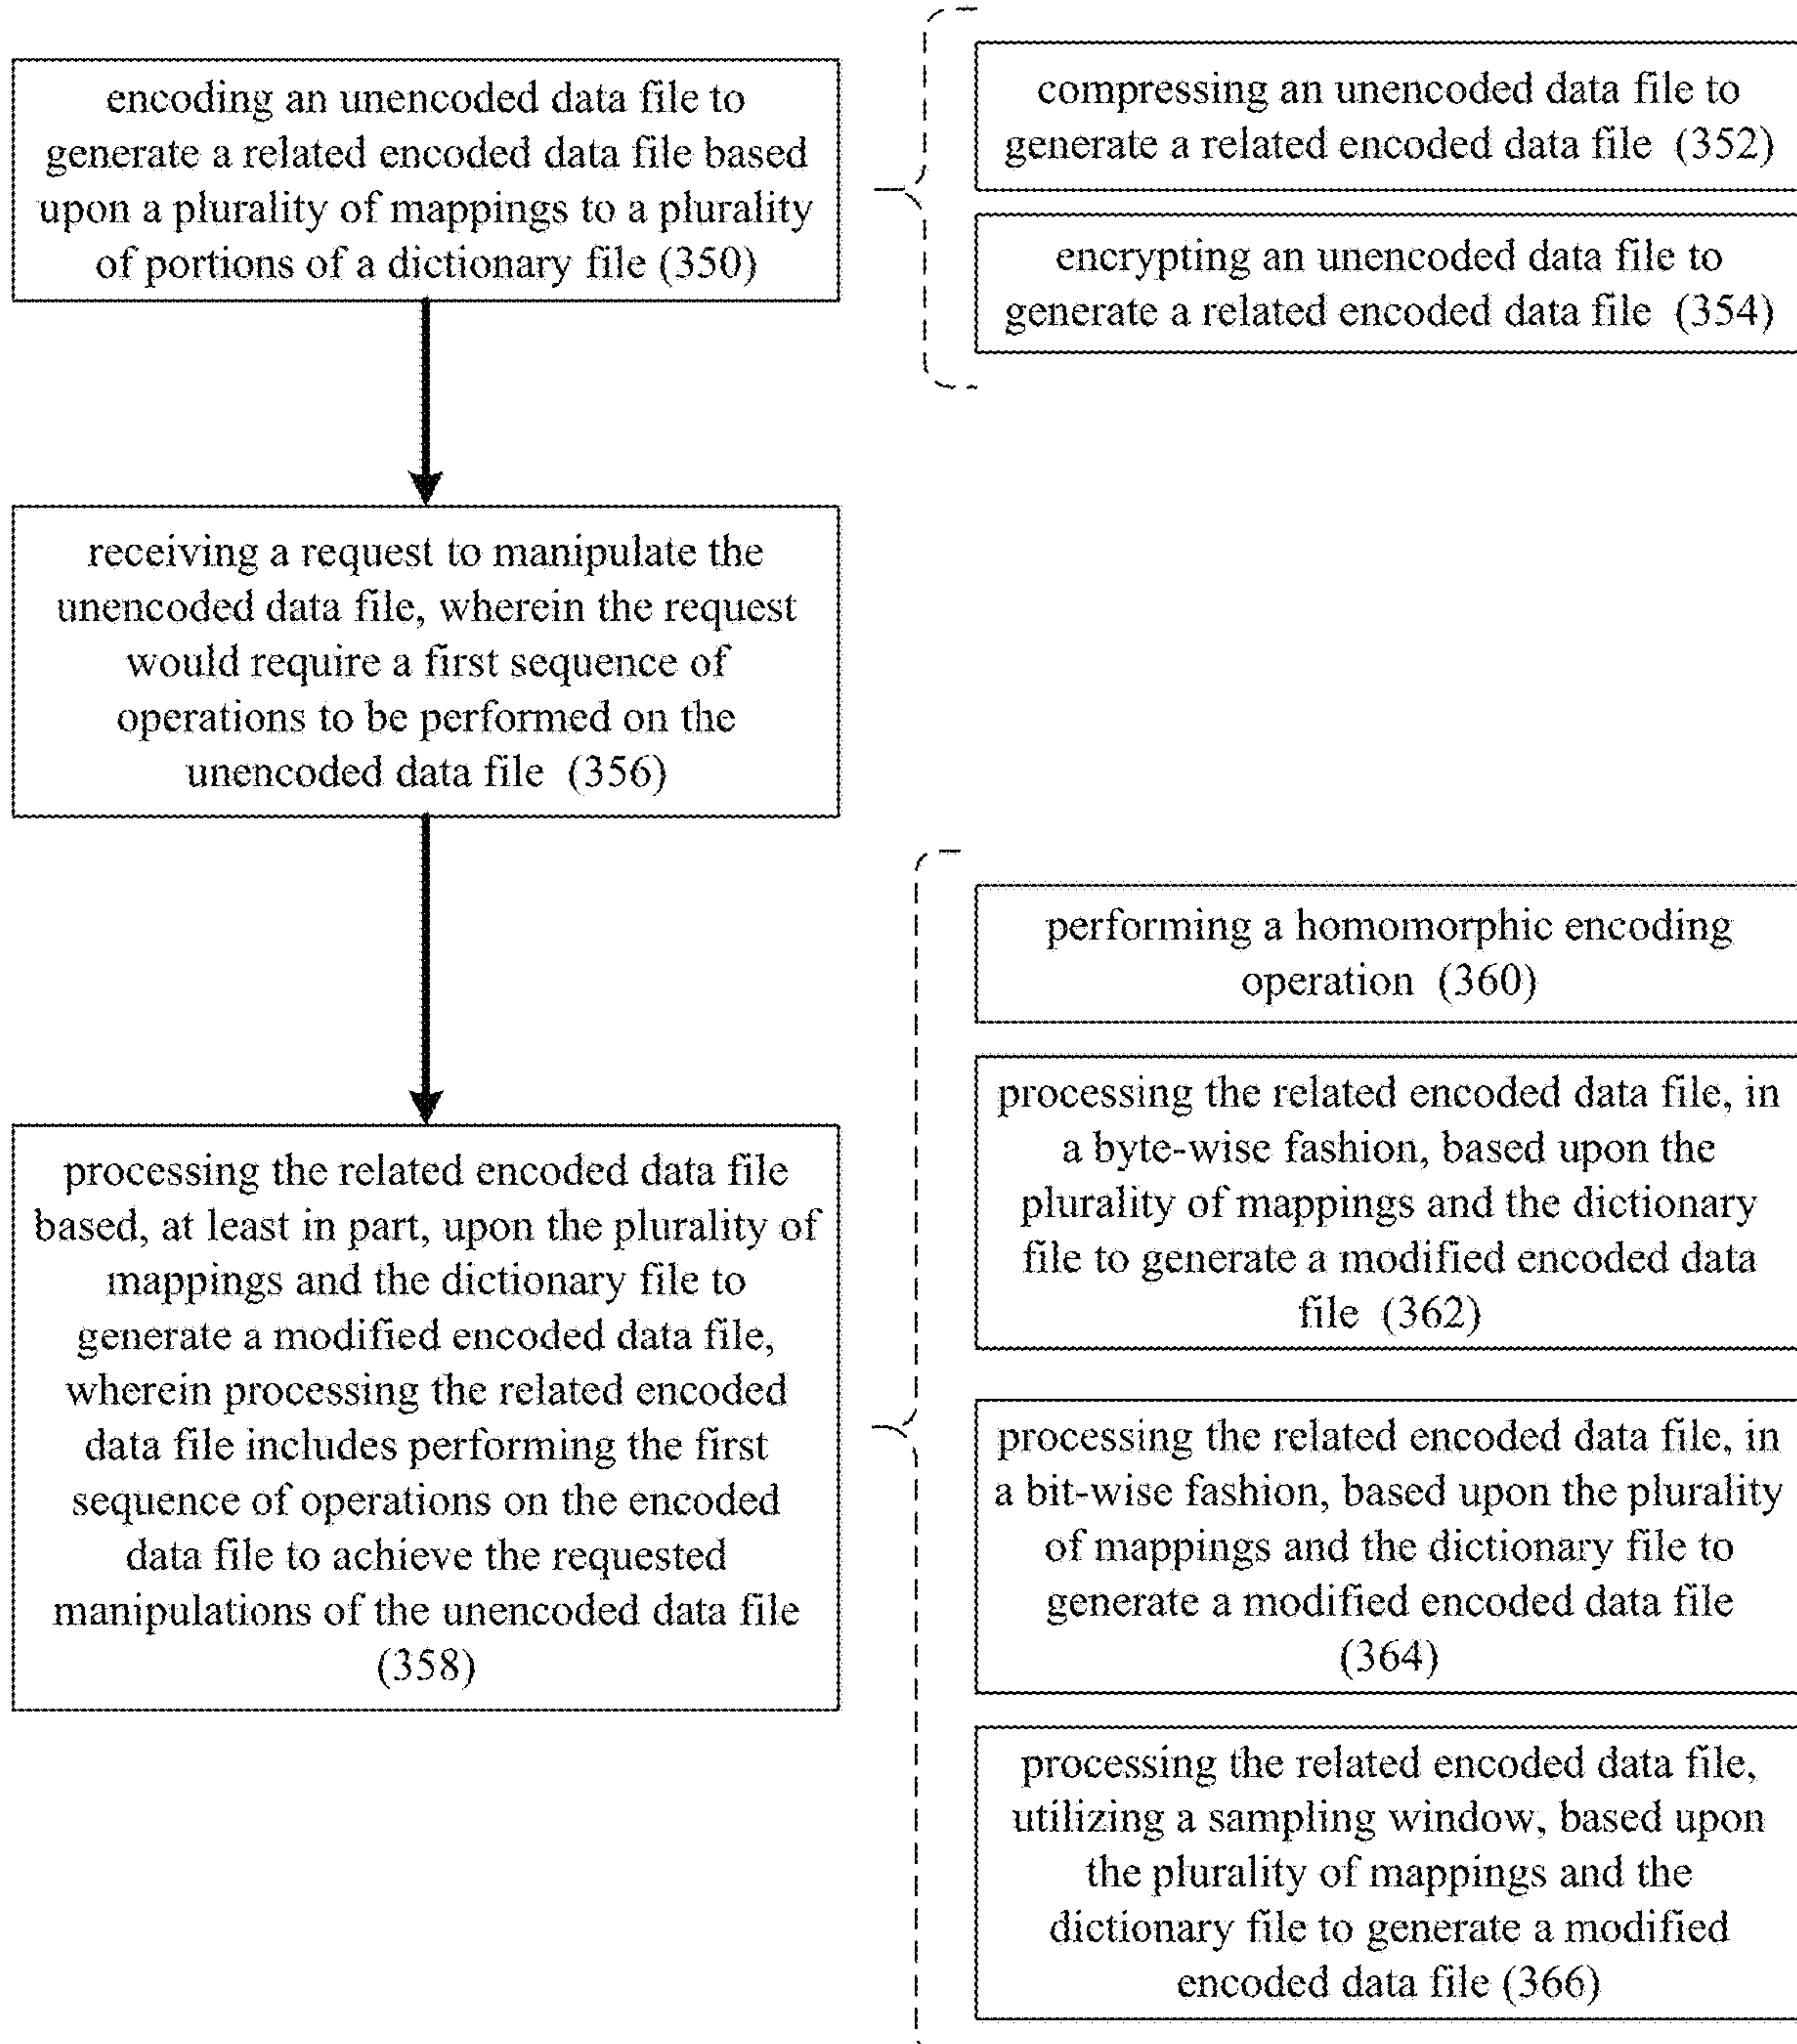 encoding an unencoded data file to
generate a related encoded data file based
upon a plurality of mappings to a plurality
of portions of a dictionary file (350)
compressing an unencoded data file to
generate a related encoded data file (352)
encrypting an unencoded data file to
generate a related encoded data file (354)
receiving a request to manipulate the
unencoded data file, wherein the request
would require a first sequence of
operations to be performed on the
unencoded data file (356)
processing the related encoded data file
based, at least in part, upon the plurality of
mappings and the dictionary file to
generate a modified encoded data file,
wherein processing the related encoded
data file includes performing the first
sequence of operations on the encoded
data file to achieve the requested
manipulations of the unencoded data file
(358)
performing a homomorphic encoding
operation (360)
processing the related encoded data file, in
a byte-wise fashion, based upon the
plurality of mappings and the dictionary
file to generate a modified encoded data
file (362)
processing the related encoded data file, in
a bit-wise fashion, based upon the plurality
of mappings and the dictionary file to
generate a modified encoded data file
(364)
processing the related encoded data file,
utilizing a sampling window, based upon
the plurality of mappings and the
dictionary file to generate a modified
encoded data file (366)